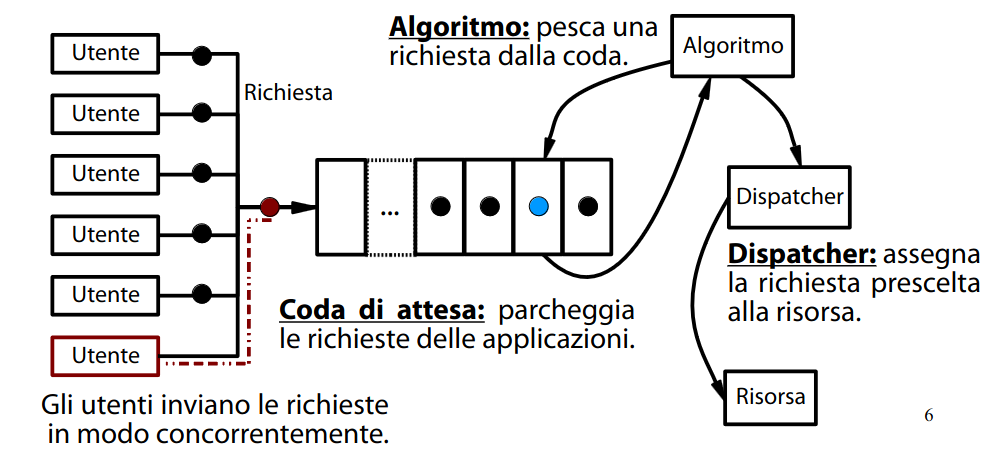 Utente
Utente
Utente
Utente
Utente
Utente
Richiesta
Gli utenti inviano le richieste
in modo concorrentemente.
...
Coda di attesa: parcheggia
le richieste delle applicazioni.
Algoritmo: pesca una
richiesta dalla coda.
Algoritmo
Dispatcher
Dispatcher: assegna
la richiesta prescelta
alla risorsa.
Risorsa
6